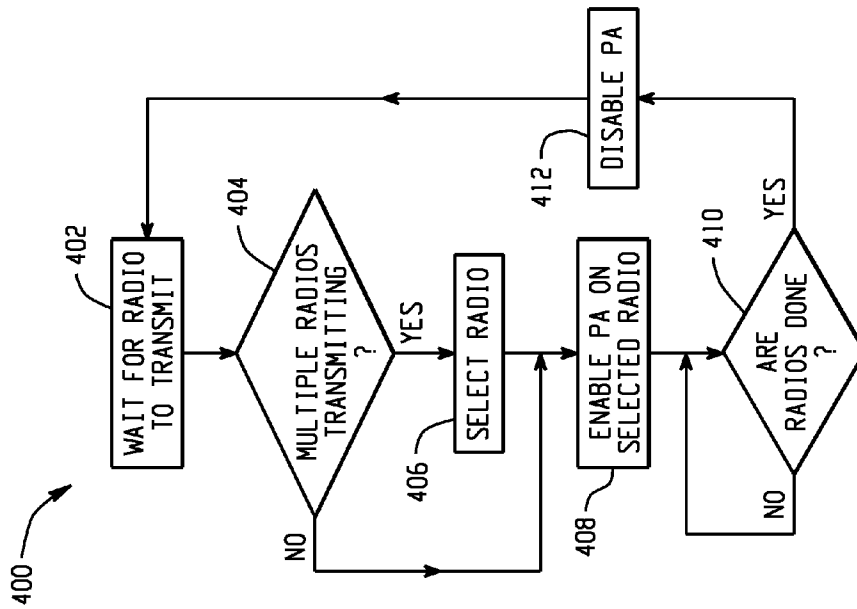 400
402
WAIT FOR RADIO
TO TRANSMIT
404
MULTIPLE RADIOS
TRANSMITTING
?
NO
YES
406
SELECT RADIO
408
ENABLE PA ON
SELECTED RADIO
410
ARE
RADIOS DONE
?
NO
YES
412
DISABLE PA